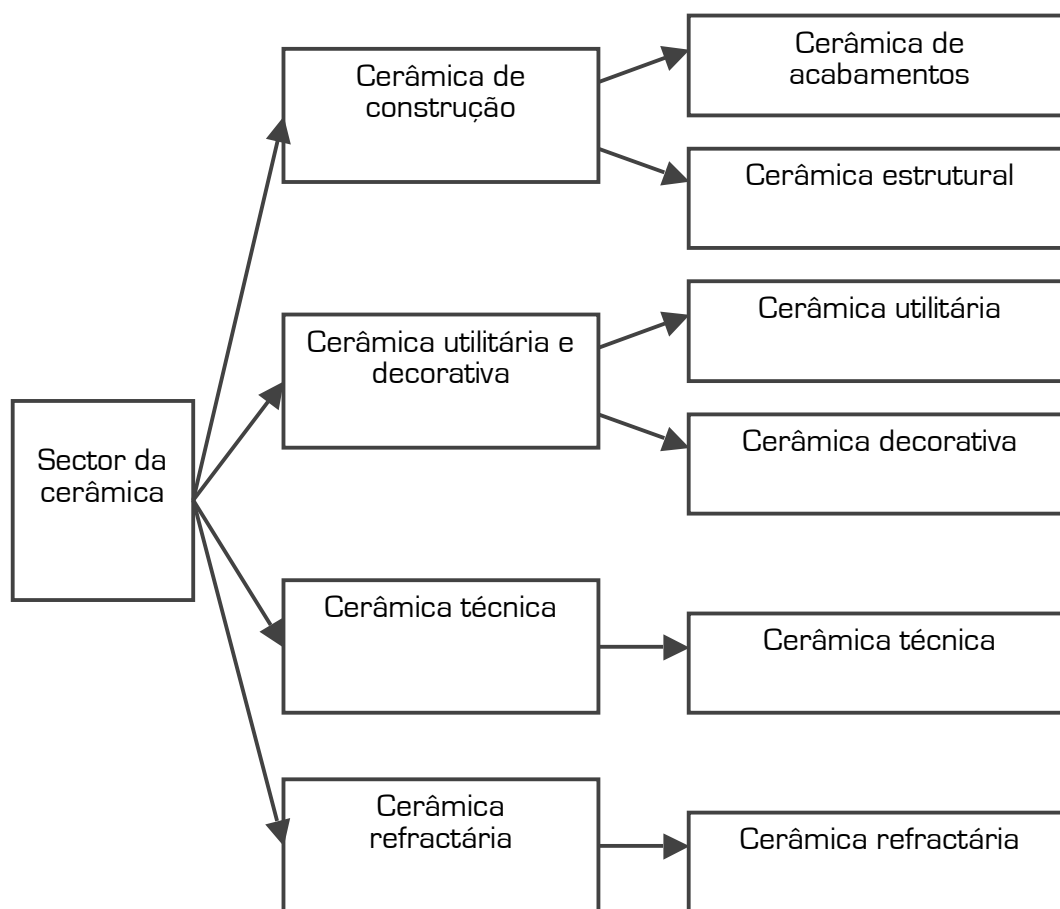 Sector da
cerâmica
Cerâmica de
construção
Cerâmica de
acabamentos
Cerâmica estrutural
Cerâmica utilitária e
decorativa
Cerâmica utilitária
Cerâmica decorativa
Cerâmica técnica
Cerâmica técnica
Cerâmica
refractária
Cerâmica refractária